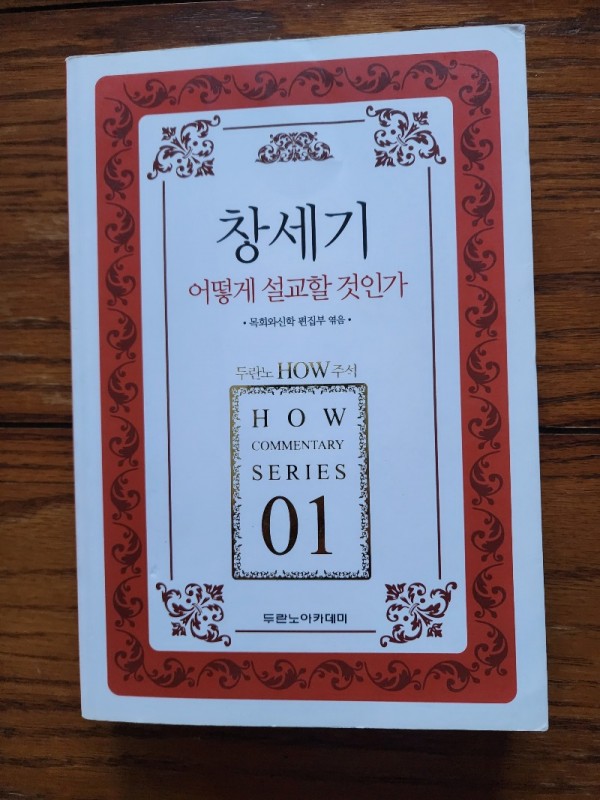 창세기
어떻게 설교할 것인가
• 목회와신학 편집부 엮음 •
두란노 HOW 주석
HOW
COMMENTARY
SERIES
01
두란노아카데미